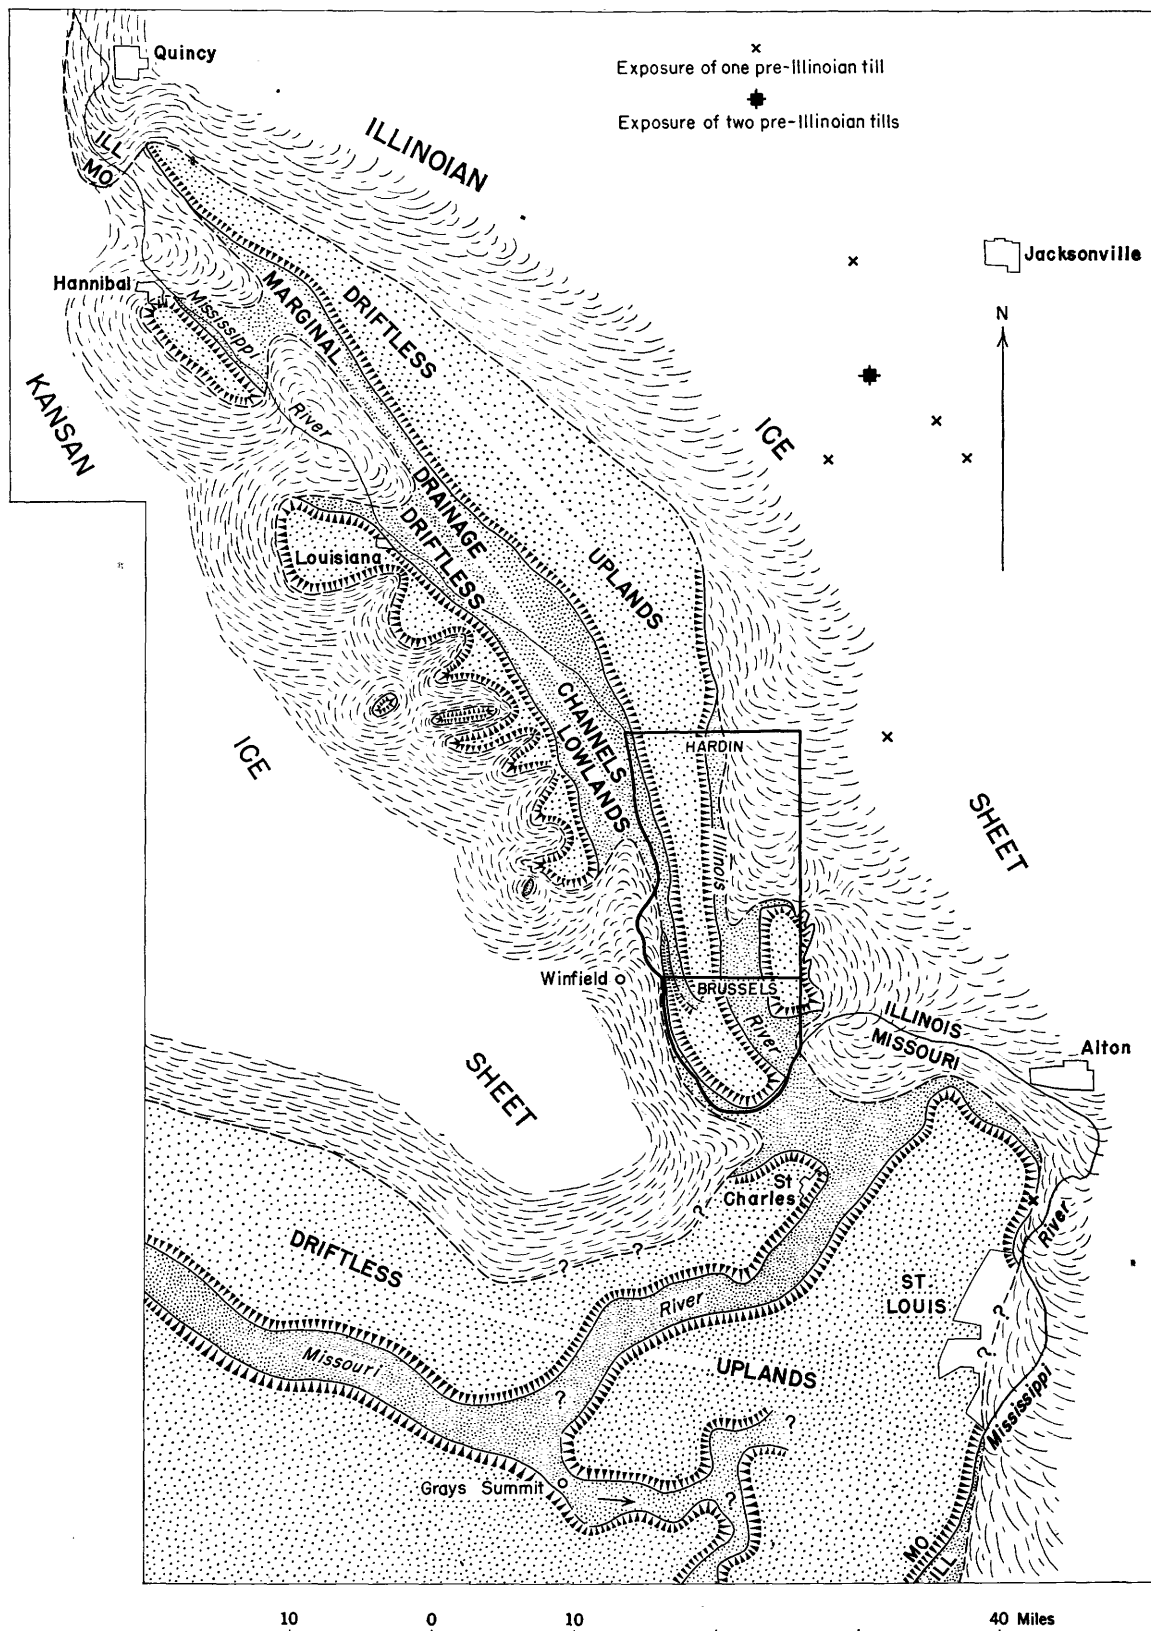 Quincy
x
Exposure of one pre-Illinoian till
Exposure of two pre-Illinoian tills
ILL
MO
ILLINOIAN
Jacksonville
Hannibal
Mississippi
River
MARGINAL
DRIFTLESS
N
KANSAN
ICE
DRAINAGE
DRIFTLESS
Louisiana
UPLANDS
CHANNELS
LOWLANDS
HARDIN
ICE
SHEET
Illinois
Winfield
BRUSSELS
River
ILLINOIS
MISSOURI
Alton
SHEET
St
Charles
?
?
?
River
DRIFTLESS
ST
LOUIS
?
?
River
Missouri
UPLANDS
Mississippi
?
?
Grays Summit
?
MO
ILL
10 0 10 40 Miles